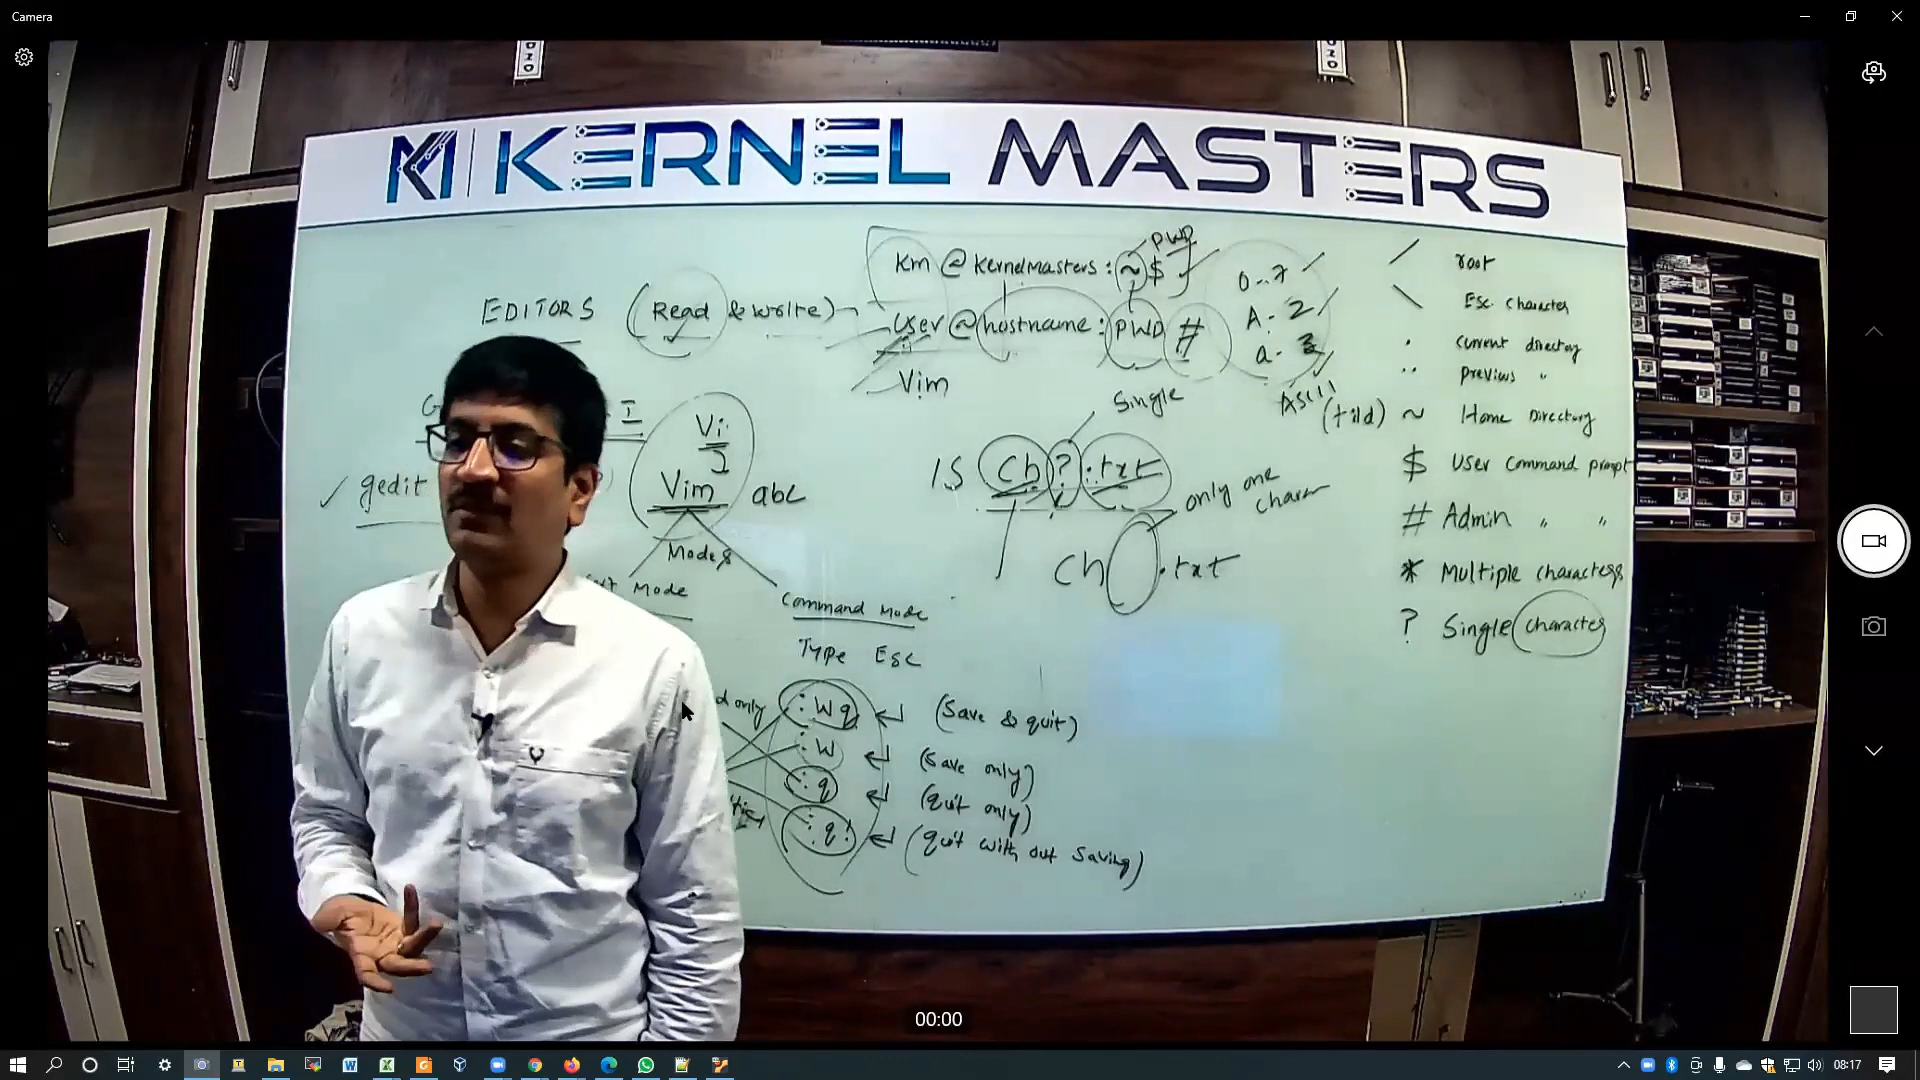 Camera
KERNEL MASTERS
EDITORS (Read & write)
km @ kernelmasters : ~ $
PWD
User @ hostname : PWD #
Vim
0..7
A - Z
a - z
ASCII
/ root
\ Esc. character
. current directory
.. previous "
(tild) ~ Home Directory
$ User command prompt
# Admin " "
* Multiple characters
? Single character
Vi
gedit
Vim abc
Modes
Mode
Command Mode
Type ESC
Single
ls Ch?.txt
only one
Ch .txt
only
:wq (Save & quit)
:w (Save only)
:q (quit only)
:q! (quit with out Saving)
00:00
08:17